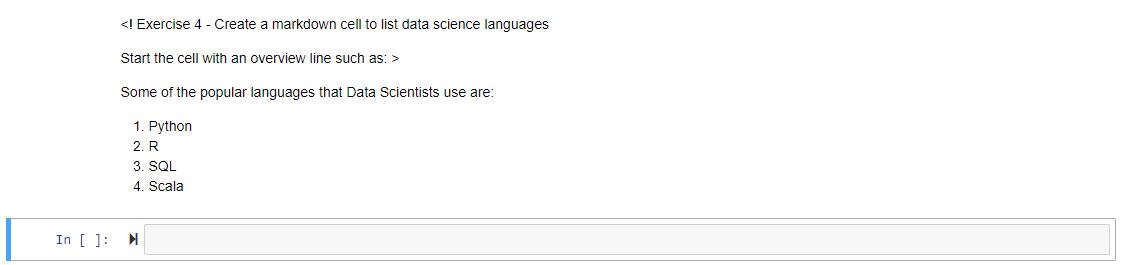 <! Exercise 4 - Create a markdown cell to list data science languages
Start the cell with an overview line such as: >
Some of the popular languages that Data Scientists use are:
1. Python
2. R
3. SQL
4. Scala
In [ ]: